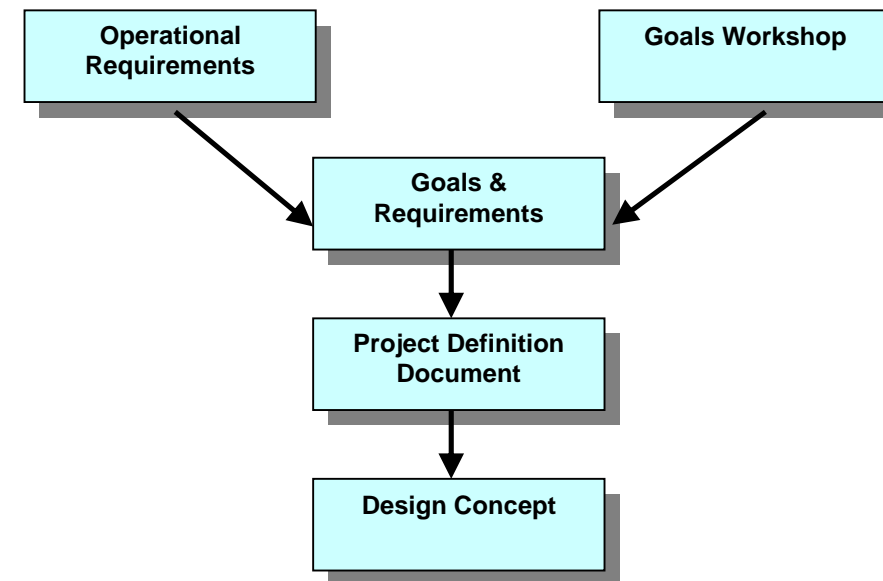 Operational
Requirements
Goals Workshop
Goals &
Requirements
Project Definition
Document
Design Concept